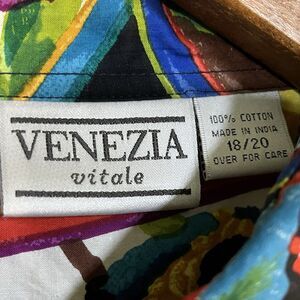 VENEZIA
vitale
100% COTTON
MADE IN INDIA
18/20
OVER FOR CARE